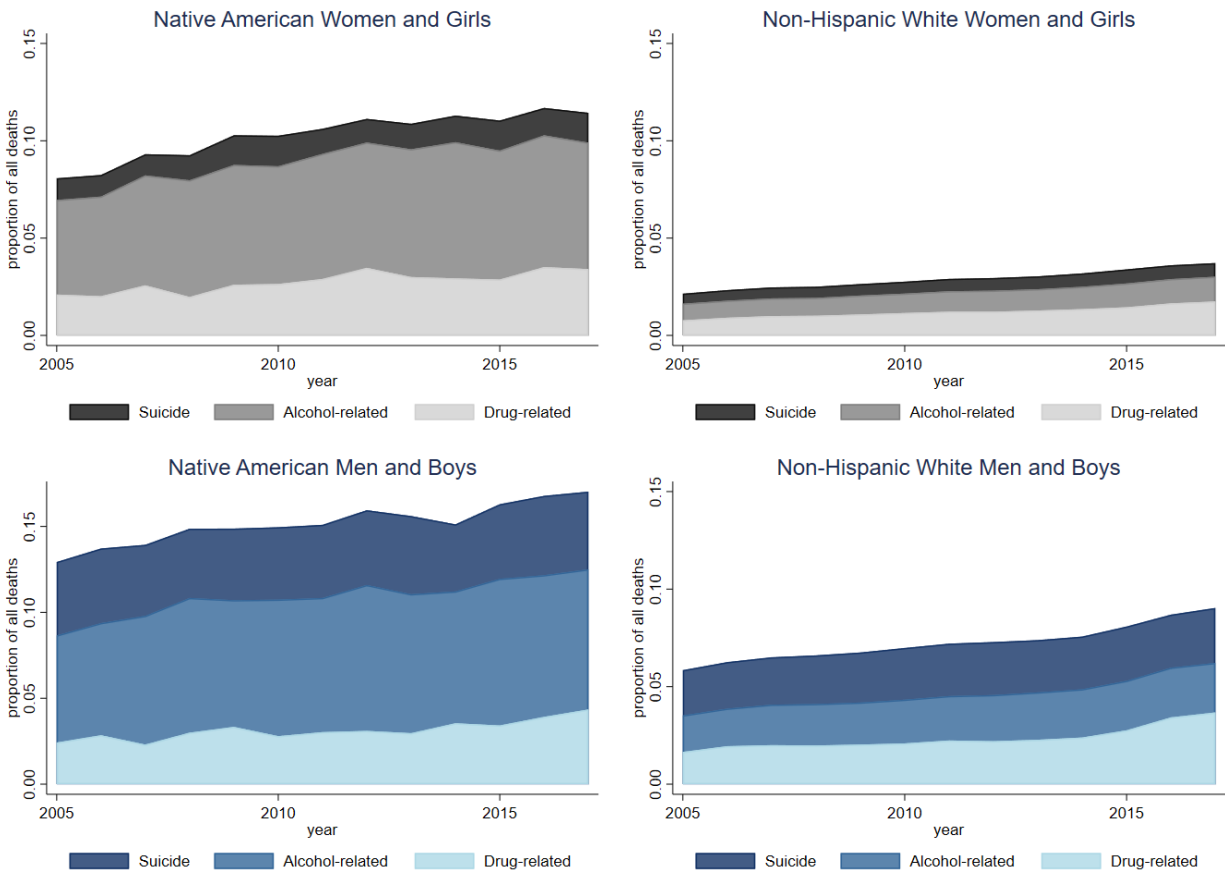 Native American Women and Girls
proportion of all deaths
0.15
0.10
0.05
0.00
2005 2010 2015
year
Suicide Alcohol-related Drug-related
Non-Hispanic White Women and Girls
proportion of all deaths
0.15
0.10
0.05
0.00
2005 2010 2015
year
Suicide Alcohol-related Drug-related
Native American Men and Boys
proportion of all deaths
0.15
0.10
0.05
0.00
2005 2010 2015
year
Suicide Alcohol-related Drug-related
Non-Hispanic White Men and Boys
proportion of all deaths
0.15
0.10
0.05
0.00
2005 2010 2015
year
Suicide Alcohol-related Drug-related